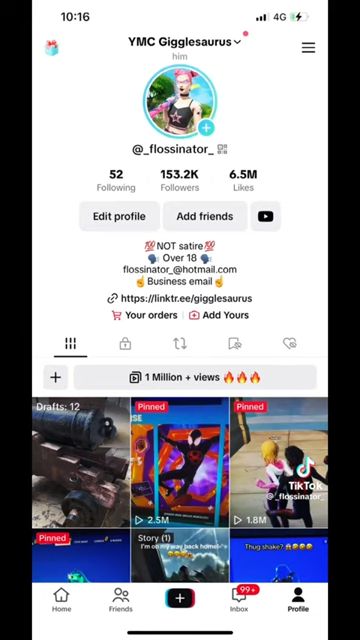 10:16
4G
YMC Gigglesaurus
him
@_flossinator_
52
153.2K
6.5M
Following
Followers
Likes
Edit profile
Add friends
💯NOT satire💯
🗣️ Over 18 🗣️
flossinator_@hotmail.com
☝️Business email☝️
https://linktr.ee/gigglesaurus
Your orders
Add Yours
1 Million + views 🔥🔥🔥
Drafts: 12
Pinned
Pinned
2.5M
TikTok
@_flossinator_
1.8M
Pinned
Story (1)
I'm on my way back home!
Thug shake?
Home
Friends
99+
Inbox
Profile